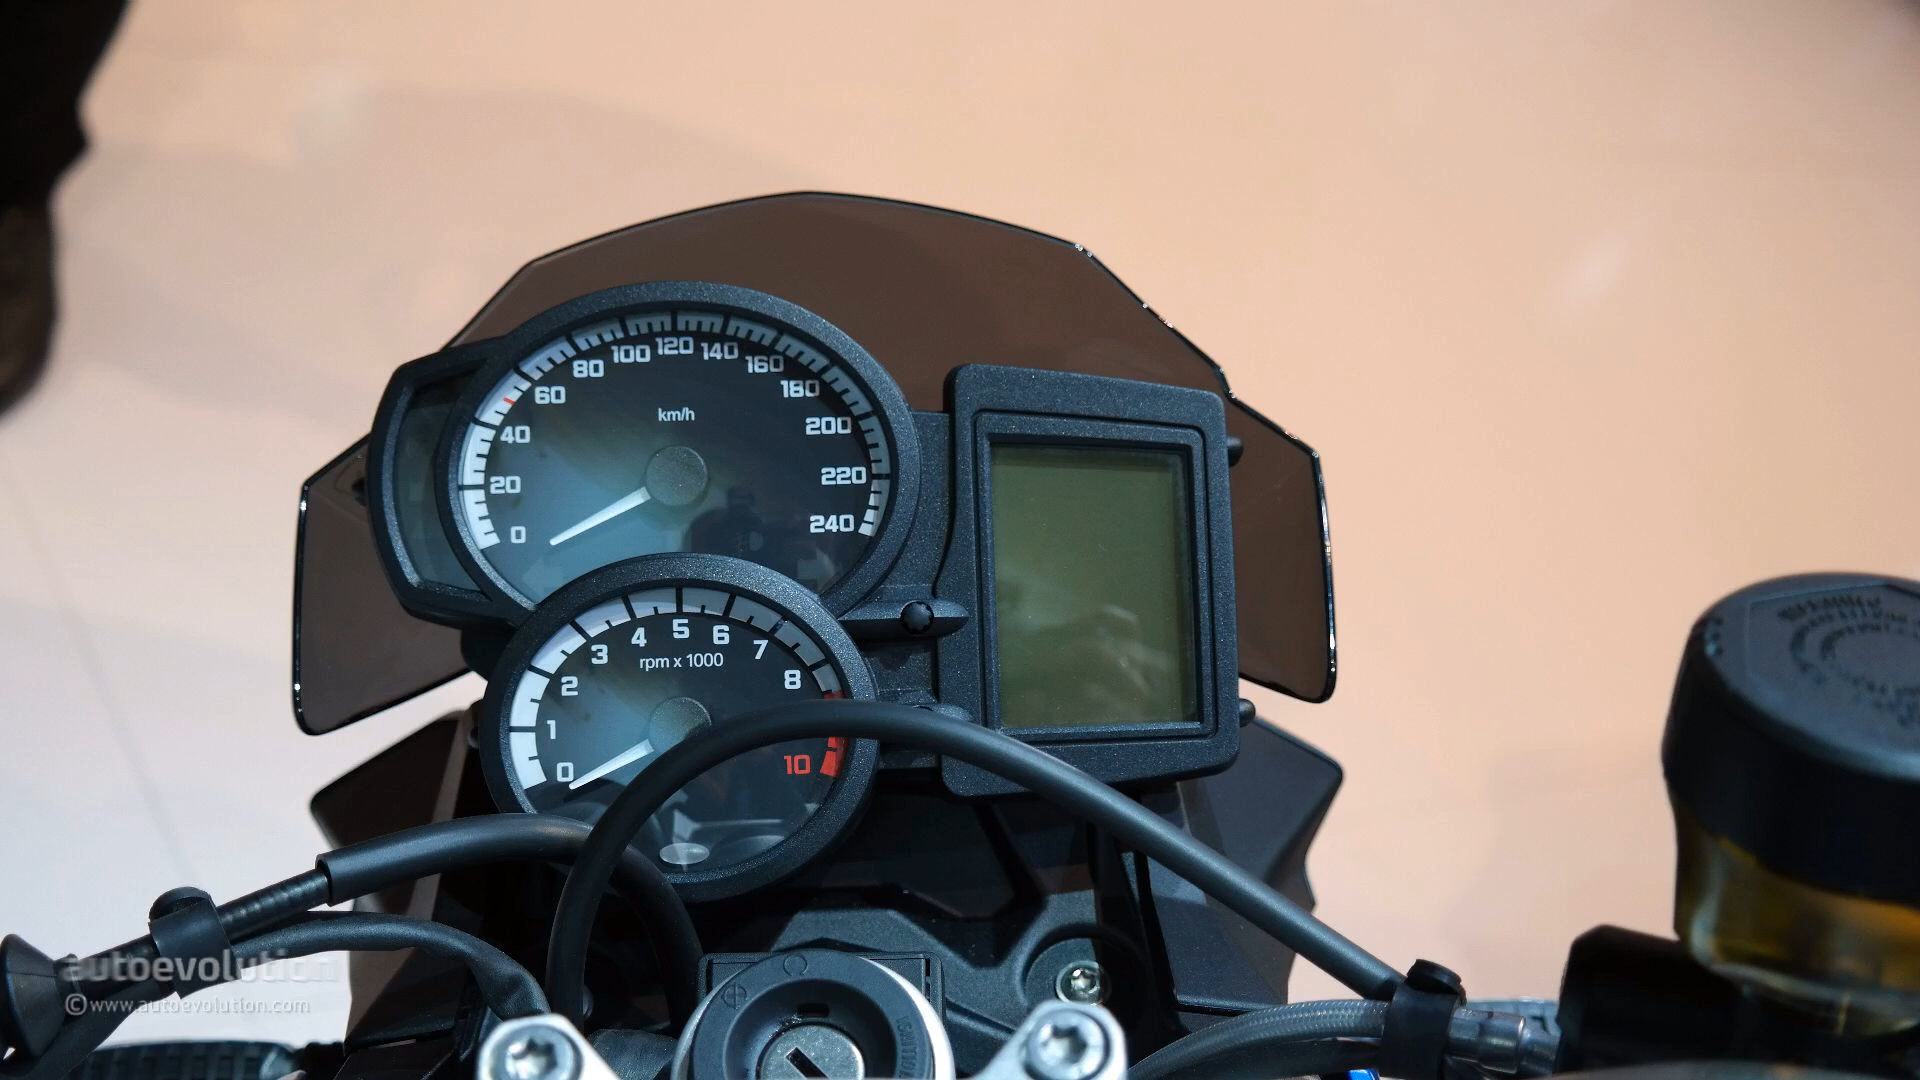 0 20 40 60 80 100 120 140 160 180 200 220 240
km/h
0 1 2 3 4 5 6 7 8 10
rpm x 1000
autoevolution
© www.autoevolution.com